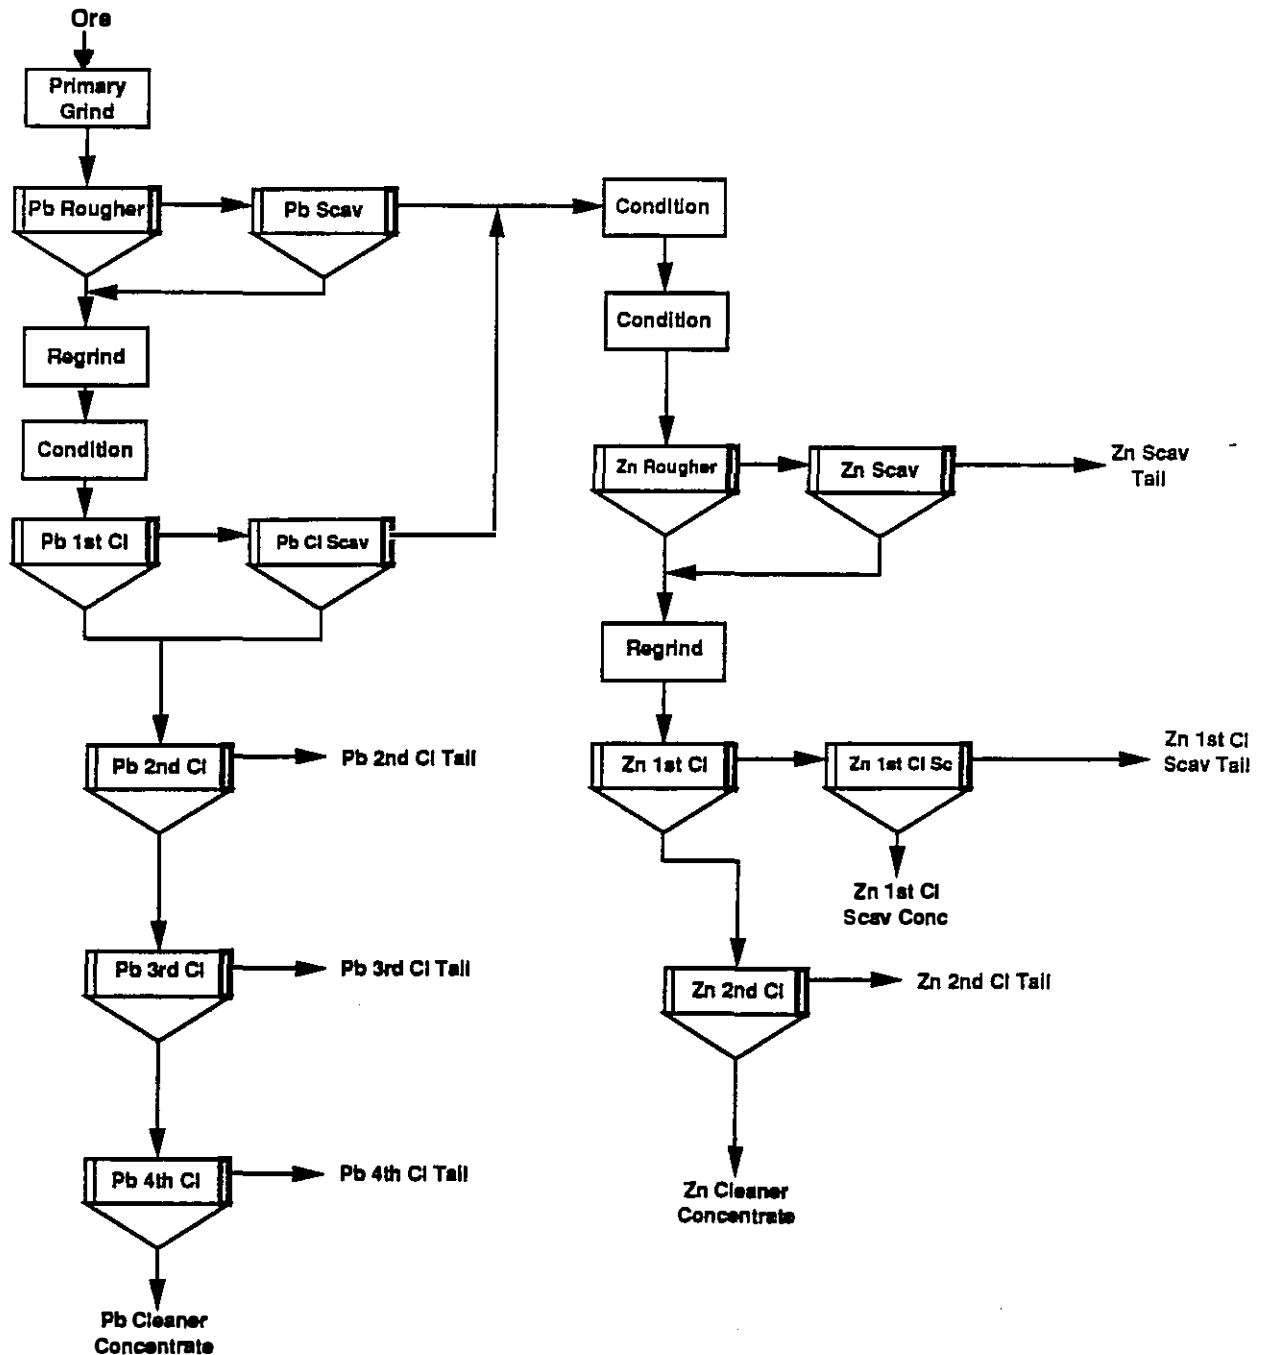 Ore
Primary
Grind
Pb Rougher
Pb Scav
Condition
Condition
Regrind
Condition
Zn Rougher
Zn Scav
Zn Scav
Tail
Pb 1st Cl
Pb Cl Scav
Regrind
Pb 2nd Cl
Pb 2nd Cl Tail
Zn 1st Cl
Zn 1st Cl Sc
Zn 1st Cl
Scav Tail
Zn 1st Cl
Scav Conc
Pb 3rd Cl
Pb 3rd Cl Tail
Zn 2nd Cl
Zn 2nd Cl Tail
Pb 4th Cl
Pb 4th Cl Tail
Zn Cleaner
Concentrate
Pb Cleaner
Concentrate